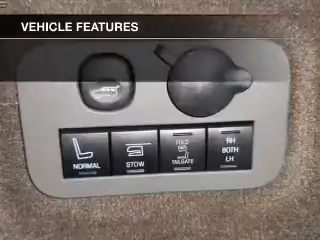 VEHICLE FEATURES
NORMAL
STOW
FOLD
TAILGATE
RH
BOTH
LH